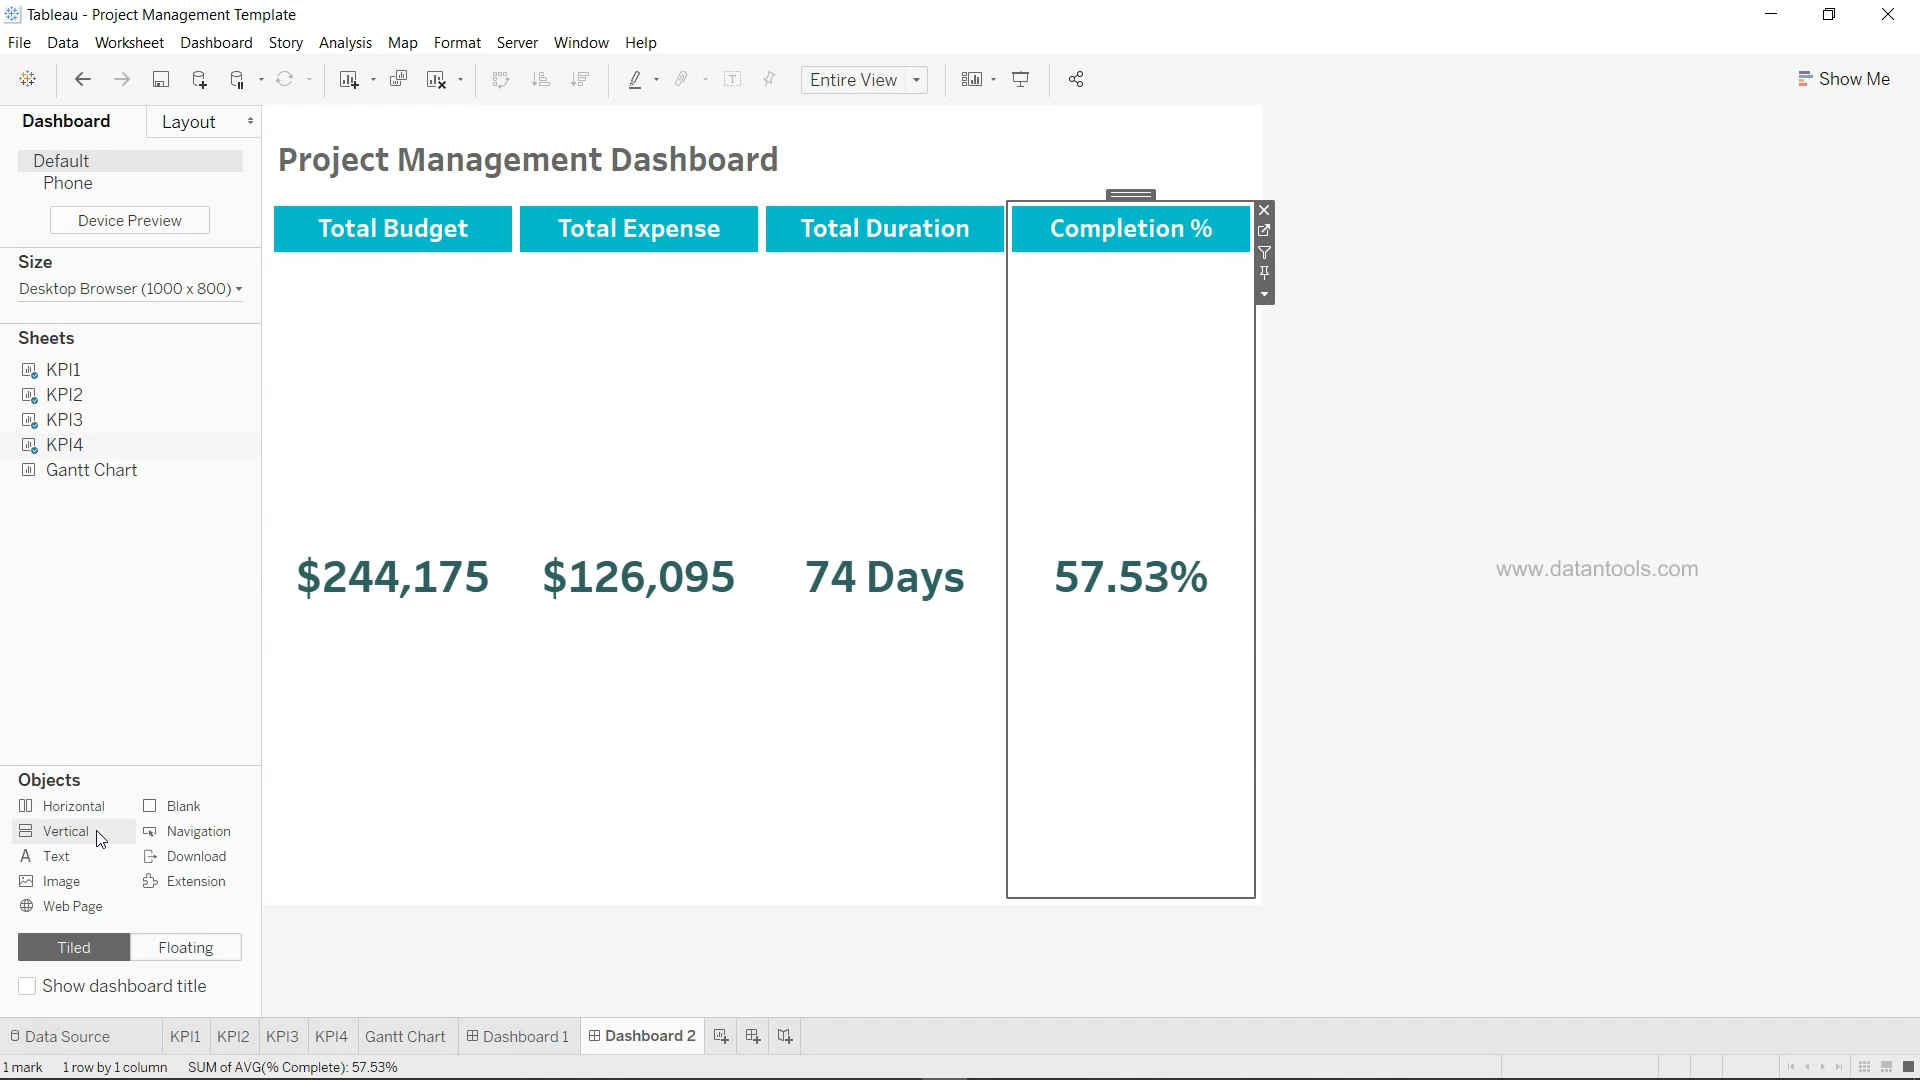 Tableau - Project Management Template
File Data Worksheet Dashboard Story Analysis Map Format Server Window Help
Entire View
Show Me
Dashboard Layout
Default
Phone
Device Preview
Size
Desktop Browser (1000 x 800)
Sheets
KPI1
KPI2
KPI3
KPI4
Gantt Chart
Project Management Dashboard
Total Budget Total Expense Total Duration Completion %
$244,175 $126,095 74 Days 57.53%
www.datantools.com
Objects
Horizontal Blank
Vertical Navigation
A Text Download
Image Extension
Web Page
Tiled Floating
Show dashboard title
Data Source KPI1 KPI2 KPI3 KPI4 Gantt Chart Dashboard 1 Dashboard 2
1 mark 1 row by 1 column SUM of AVG(% Complete): 57.53%